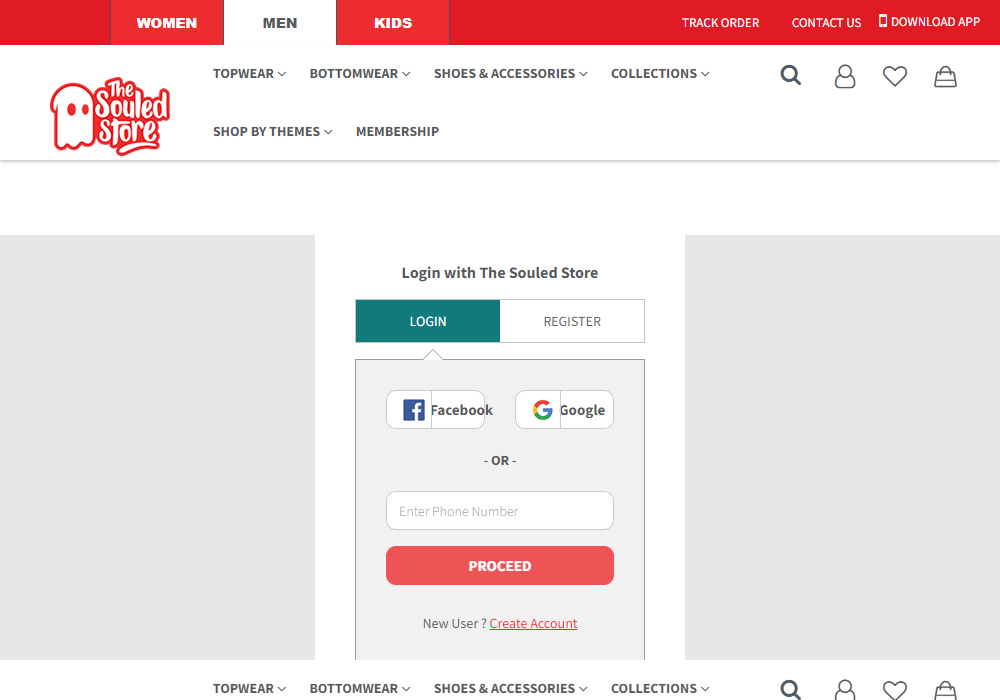 WOMEN MEN KIDS TRACK ORDER CONTACT US DOWNLOAD APP
TOPWEAR BOTTOMWEAR SHOES & ACCESSORIES COLLECTIONS
The
Souled
Store
SHOP BY THEMES MEMBERSHIP
Login with The Souled Store
LOGIN REGISTER
Facebook Google
- OR -
Enter Phone Number
PROCEED
New User ? Create Account
TOPWEAR BOTTOMWEAR SHOES & ACCESSORIES COLLECTIONS